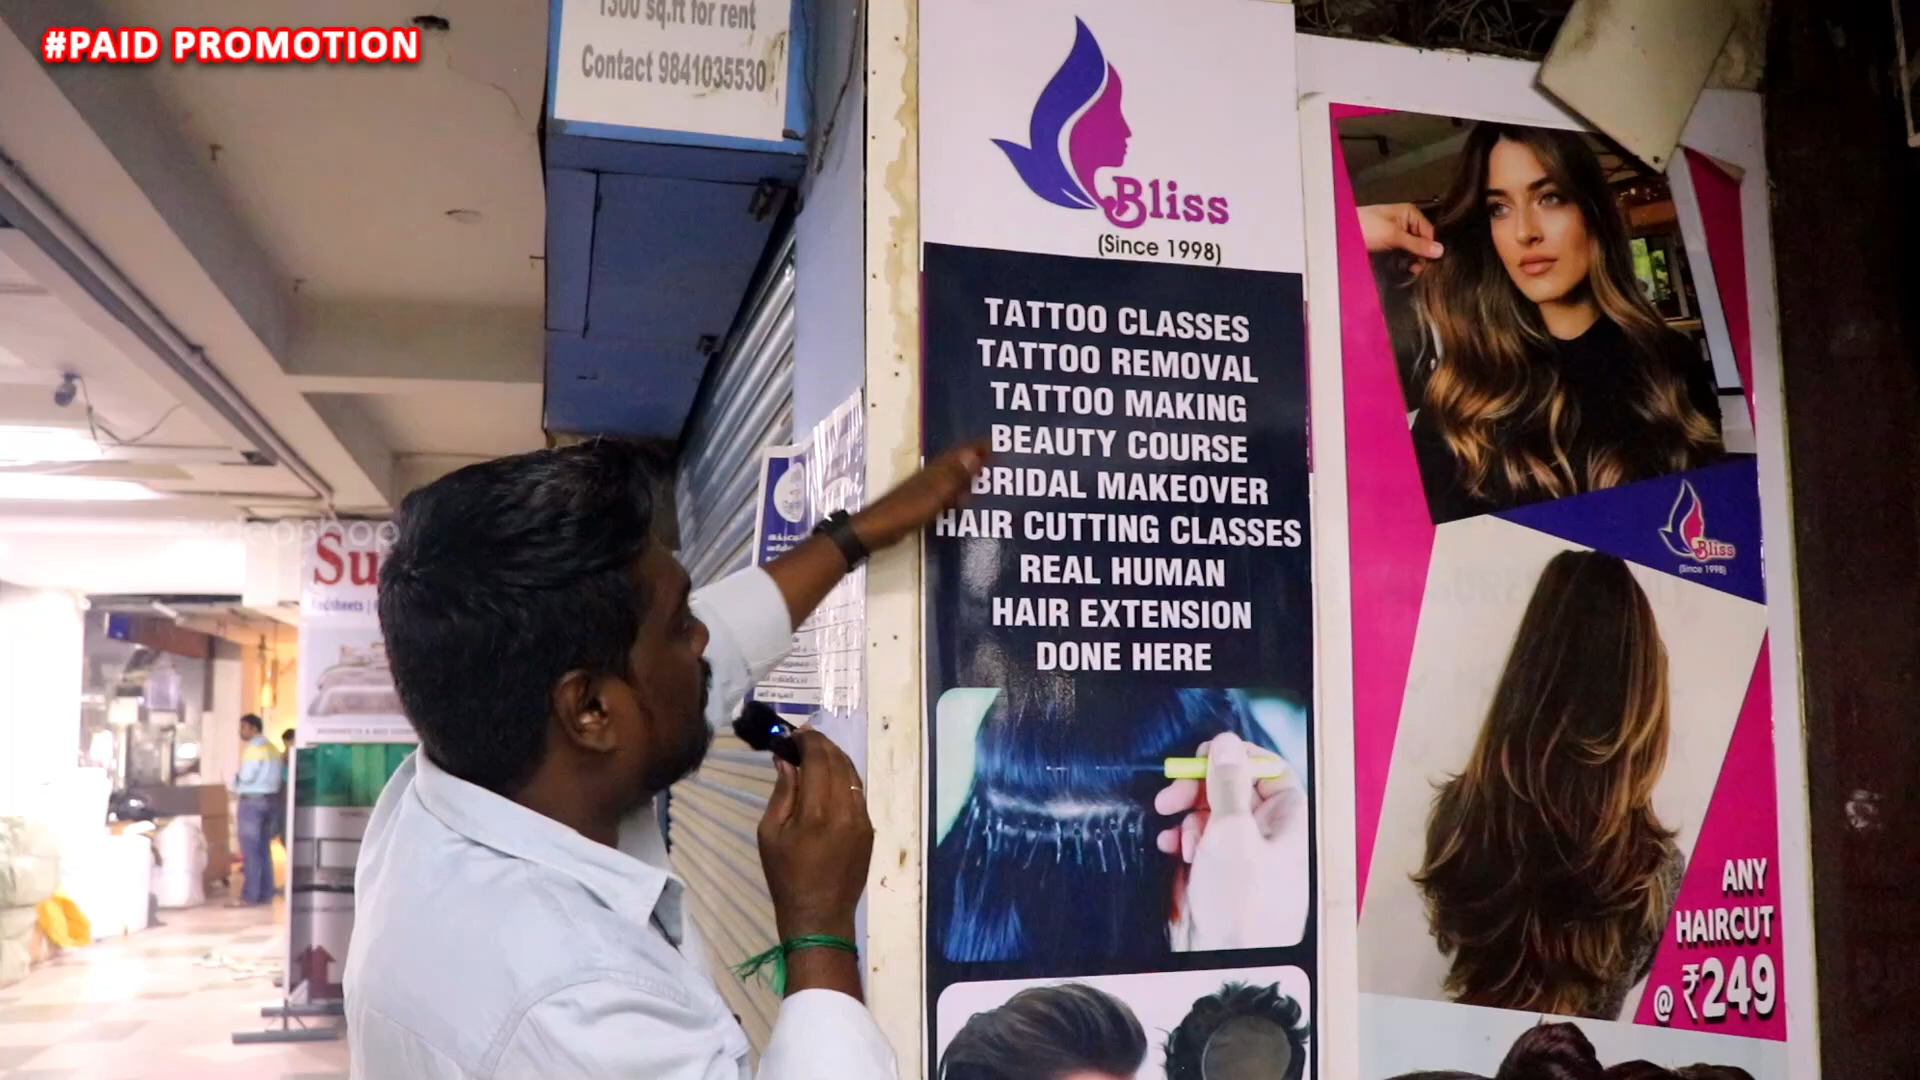 #PAID PROMOTION
1300 sq.ft for rent
Contact 9841035530
Bliss
(Since 1998)
TATTOO CLASSES
TATTOO REMOVAL
TATTOO MAKING
BEAUTY COURSE
BRIDAL MAKEOVER
HAIR CUTTING CLASSES
REAL HUMAN
HAIR EXTENSION
DONE HERE
Bliss
(Since 1998)
ANY
HAIRCUT
@ ₹249
Su